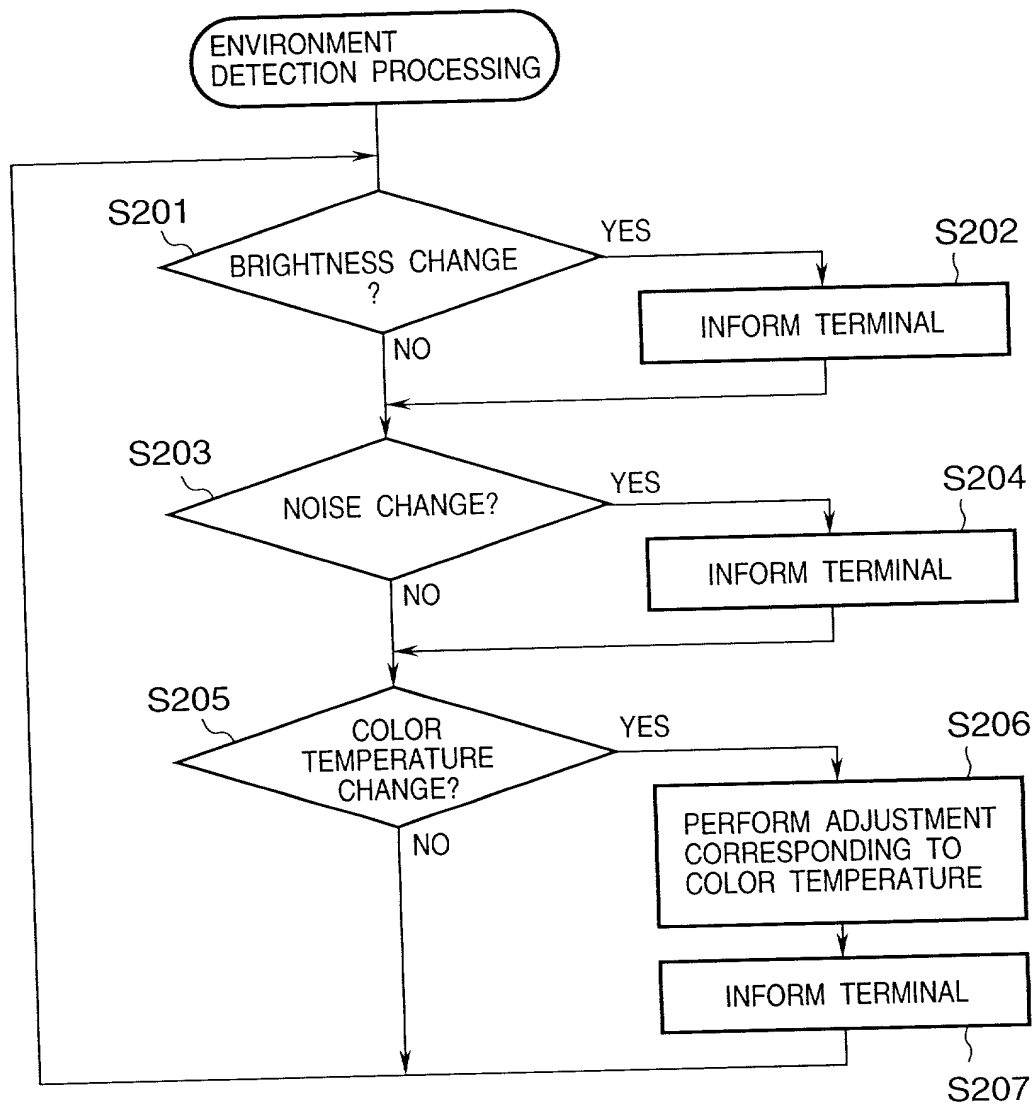 ENVIRONMENT
DETECTION PROCESSING
S201
BRIGHTNESS CHANGE
?
YES
NO
S202
INFORM TERMINAL
S203
NOISE CHANGE?
YES
NO
S204
INFORM TERMINAL
S205
COLOR
TEMPERATURE
CHANGE?
YES
NO
S206
PERFORM ADJUSTMENT
CORRESPONDING TO
COLOR TEMPERATURE
INFORM TERMINAL
S207